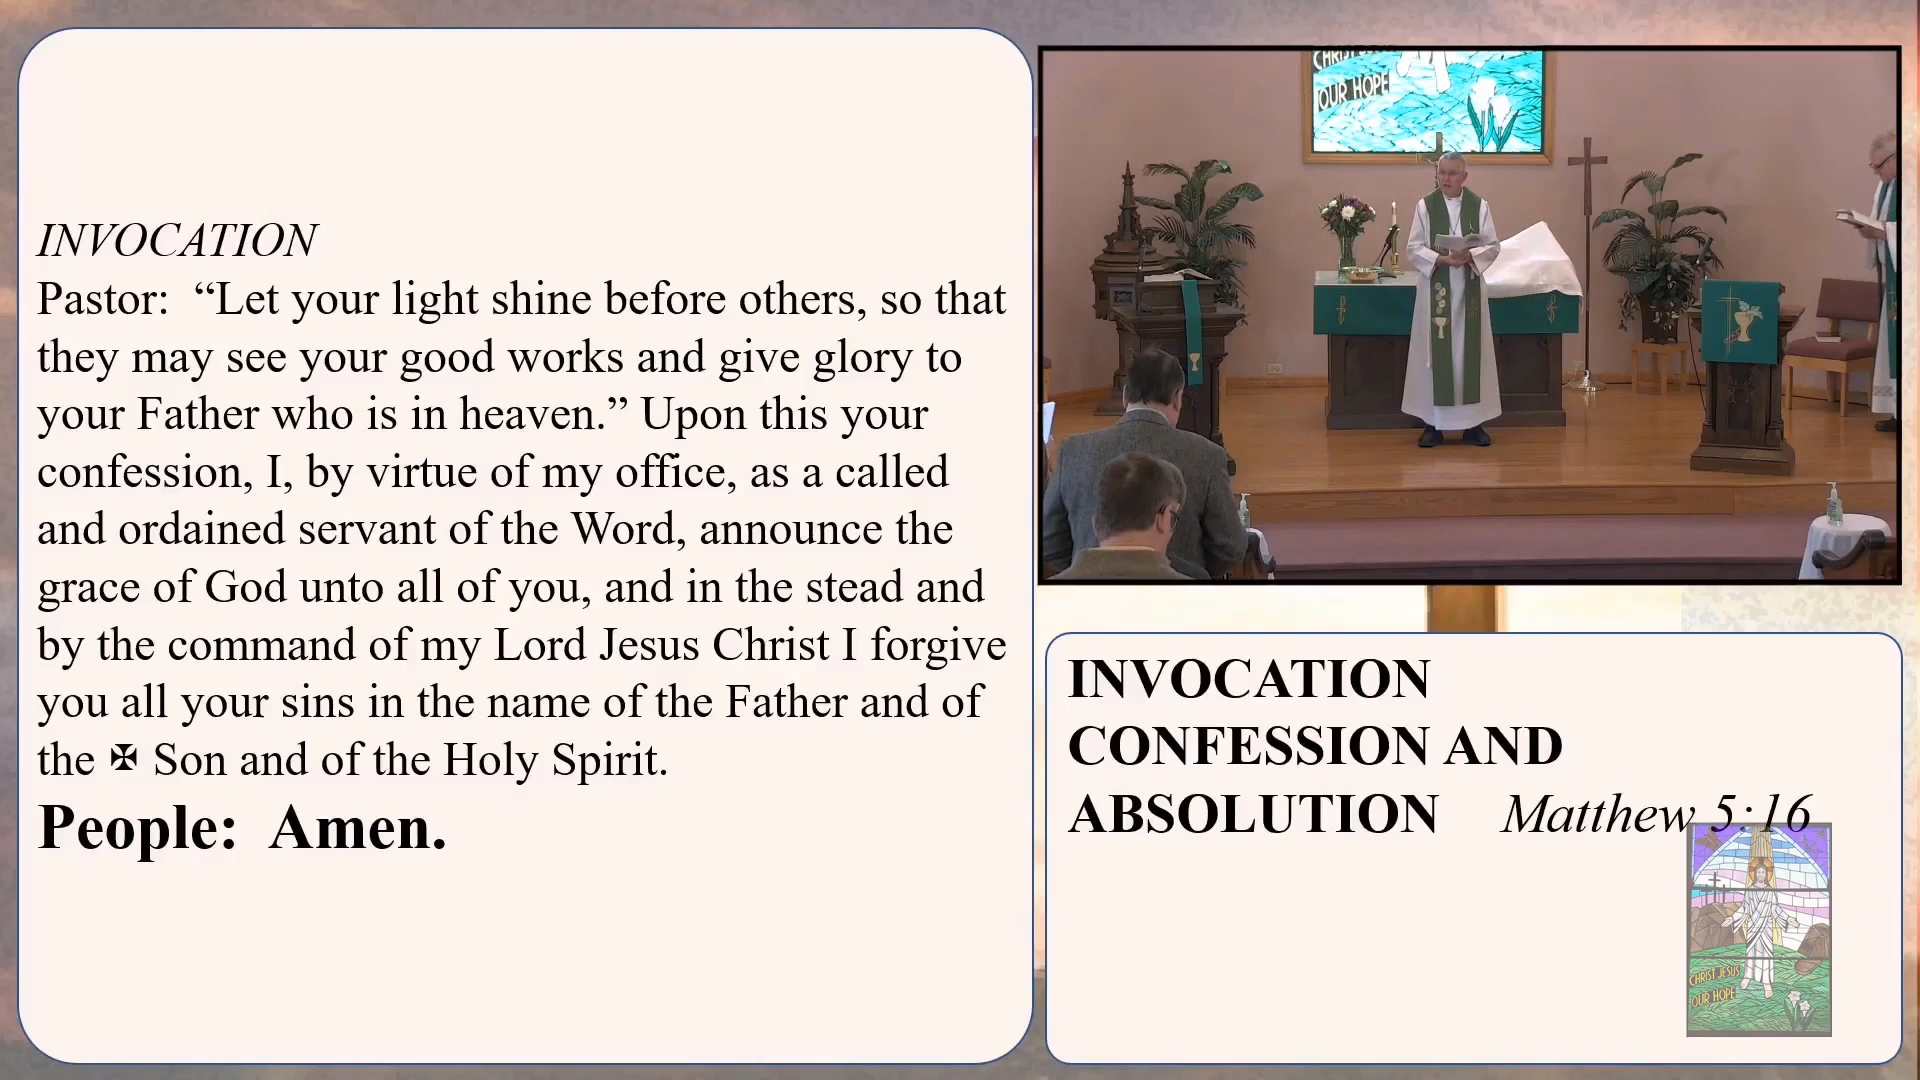 INVOCATION
Pastor:  “Let your light shine before others, so that
they may see your good works and give glory to
your Father who is in heaven.” Upon this your
confession, I, by virtue of my office, as a called
and ordained servant of the Word, announce the
grace of God unto all of you, and in the stead and
by the command of my Lord Jesus Christ I forgive
you all your sins in the name of the Father and of
the ✠ Son and of the Holy Spirit.
People:  Amen.
CHRIST JESUS
OUR HOPE
INVOCATION
CONFESSION AND
ABSOLUTION    Matthew 5:16
CHRIST JESUS
OUR HOPE